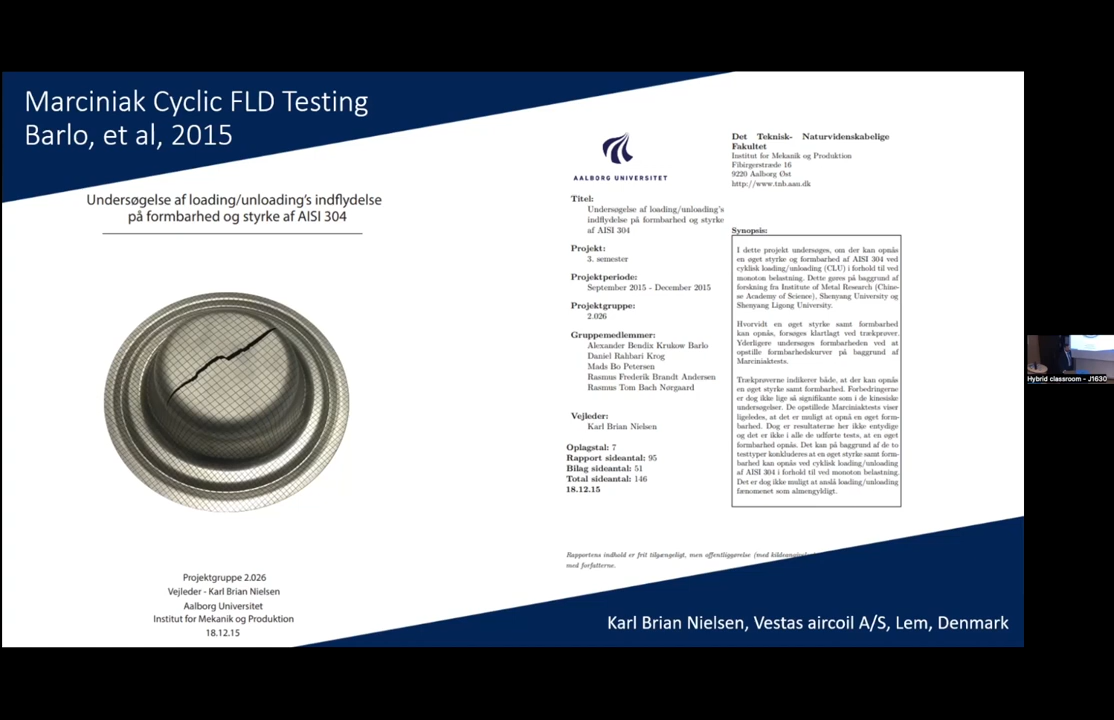 Marciniak Cyclic FLD Testing
Barlo, et al, 2015
Undersøgelse af loading/unloading's indflydelse
på formbarhed og styrke af AISI 304
Projektgruppe 2.026
Vejleder - Karl Brian Nielsen
Aalborg Universitet
Institut for Mekanik og Produktion
18.12.15
AALBORG UNIVERSITET
Titel:
Undersøgelse af loading/unloading's
indflydelse på formbarhed og styrke
af AISI 304
Projekt:
3. semester
Projektperiode:
September 2015 - December 2015
Projektgruppe:
2.026
Gruppemedlemmer:
Alexander Bendix Krukow Barlo
Daniel Rahbari Krog
Mads Bo Petersen
Rasmus Frederik Brandt Andersen
Rasmus Tom Bach Nørgaard
Vejleder:
Karl Brian Nielsen
Oplagstal: 7
Rapport sideantal: 95
Bilag sideantal: 51
Total sideantal: 146
18.12.15
Det Teknisk- Naturvidenskabelige
Fakultet
Institut for Mekanik og Produktion
Fibigerstræde 16
9220 Aalborg Øst
http://www.tnb.aau.dk
Synopsis:
I dette projekt undersøges, om der kan opnås
en øget styrke og formbarhed af AISI 304 ved
cyklisk loading/unloading (CLU) i forhold til ved
monoton belastning. Dette gøres på baggrund af
forskning fra Institute of Metal Research (Chine-
se Academy of Science), Shenyang University og
Shenyang Ligong University.
Hvorvidt en øget styrke samt formbarhed
kan opnås, forsøges klarlagt ved trækprøver.
Yderligere undersøges formbarheden ved at
opstille formbarhedskurver på baggrund af
Marciniaktests.
Trækprøverne indikerer både, at der kan opnås
en øget styrke samt formbarhed. Forbedringerne
er dog ikke lige så signifikante som i de kinesiske
undersøgelser. De opstillede Marciniaktests viser
ligeledes, at det er muligt at opnå en øget form-
barhed. Dog er resultaterne her ikke entydige
og det er ikke i alle de udførte tests, at en øget
formbarhed opnås. Det kan på baggrund af de to
testtyper konkluderes at en øget styrke samt form-
barhed kan opnås ved cyklisk loading/unloading
af AISI 304 i forhold til ved monoton belastning.
Det er dog ikke muligt at anslå loading/unloading
fænomenet som almengyldigt.
Rapportens indhold er frit tilgængeligt, men offentliggørelse (med
med forfatterne.
Karl Brian Nielsen, Vestas aircoil A/S, Lem, Denmark
Hybrid classroom - J1630